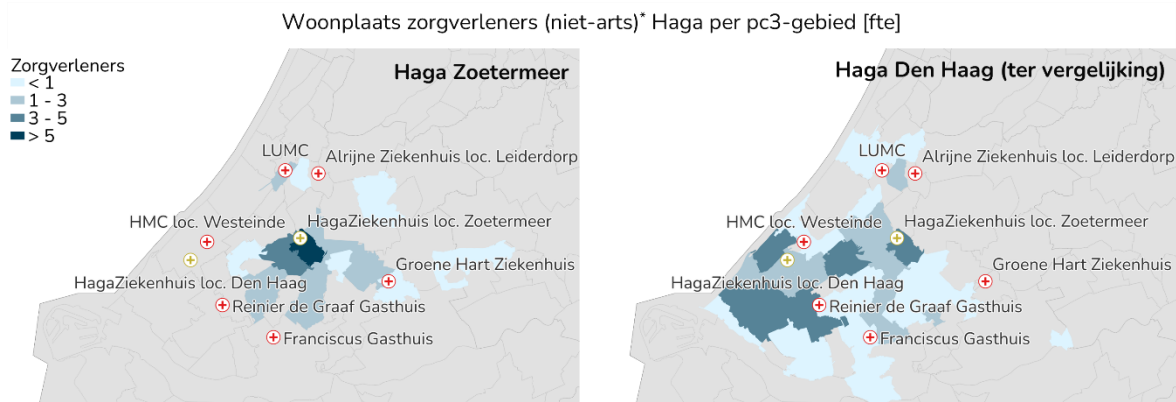 Woonplaats zorgverleners (niet-arts)* Haga per pc3-gebied [fte]
Zorgverleners
< 1
1 - 3
3 - 5
> 5
Haga Zoetermeer
LUMC
Alrijne Ziekenhuis loc. Leiderdorp
HMC loc. Westeinde
HagaZiekenhuis loc. Zoetermeer
Groene Hart Ziekenhuis
HagaZiekenhuis loc. Den Haag
Reinier de Graaf Gasthuis
Franciscus Gasthuis
Haga Den Haag (ter vergelijking)
LUMC
Alrijne Ziekenhuis loc. Leiderdorp
HMC loc. Westeinde
HagaZiekenhuis loc. Zoetermeer
Groene Hart Ziekenhuis
HagaZiekenhuis loc. Den Haag
Reinier de Graaf Gasthuis
Franciscus Gasthuis